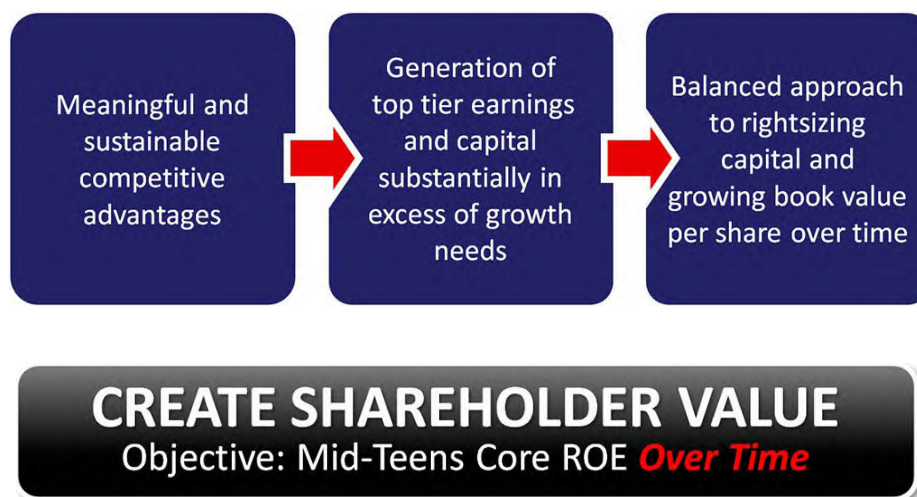 Meaningful and
sustainable
competitive
advantages
Generation of
top tier earnings
and capital
substantially in
excess of growth
needs
Balanced approach
to rightsizing
capital and
growing book value
per share over time
CREATE SHAREHOLDER VALUE
Objective: Mid-Teens Core ROE Over Time